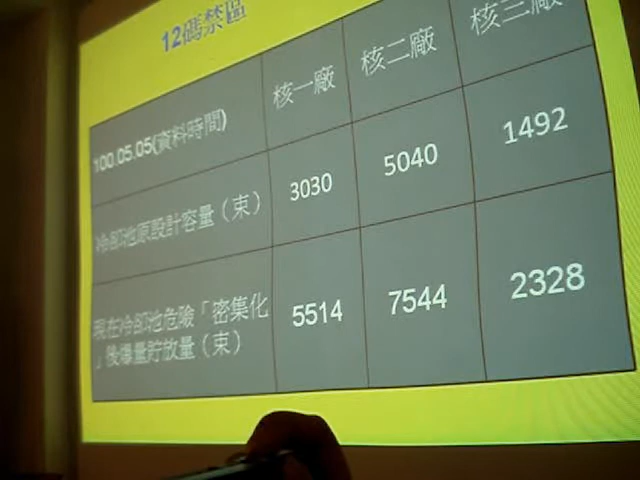 12碼禁區
100.05.05(資料時間) 核一廠 核二廠 核三廠
冷卻池原設計容量（束） 3030 5040 1492
現在冷卻池危險「密集化
」後爆量貯放量（束） 5514 7544 2328